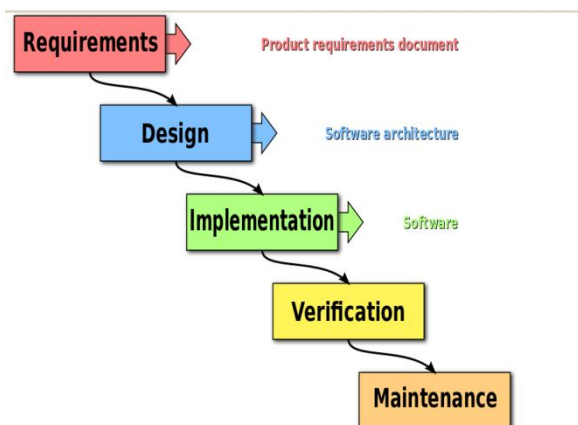 Requirements
Product requirements document
Design
Software architecture
Implementation
Software
Verification
Maintenance